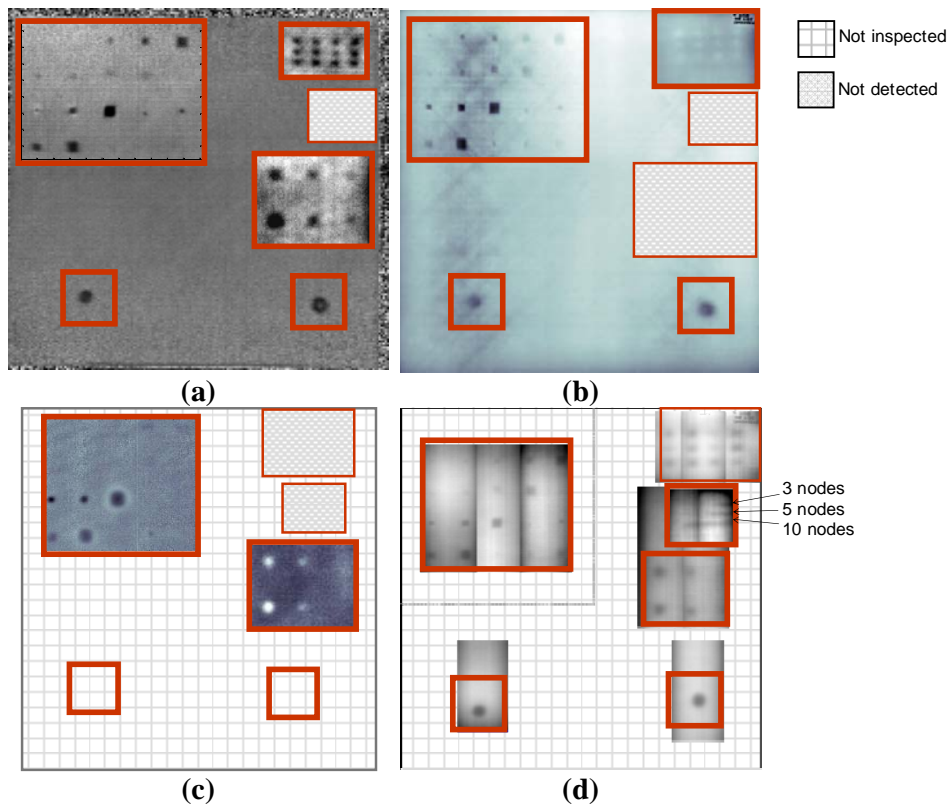 Not inspected
Not detected
(a)
(b)
3 nodes
5 nodes
10 nodes
(c)
(d)